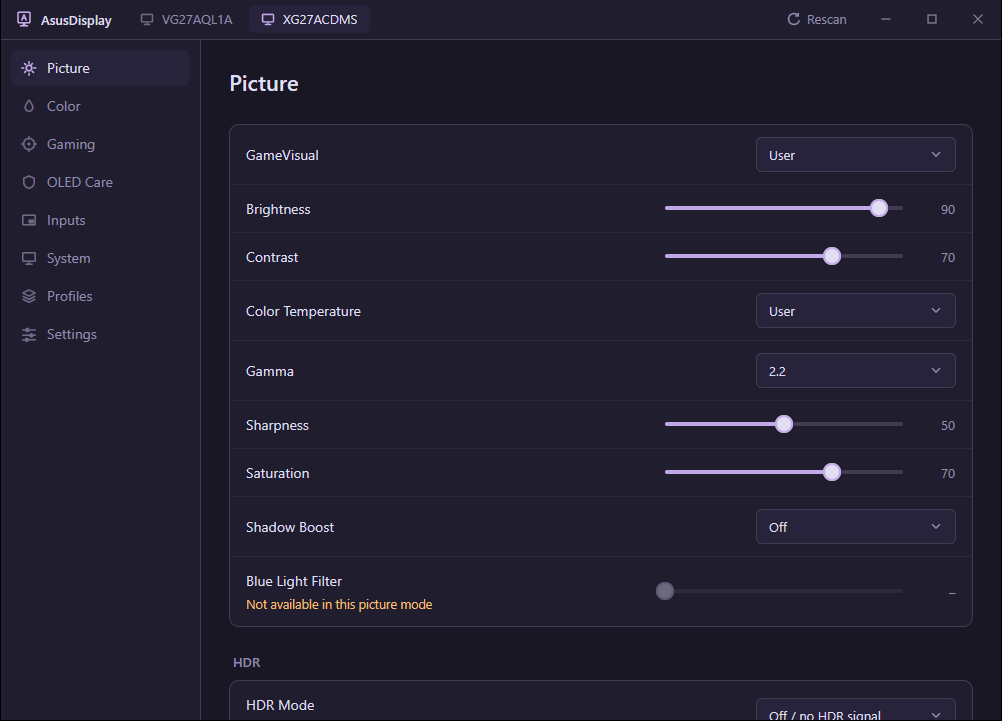 AsusDisplay
VG27AQL1A
XG27ACDMS
Rescan
Picture
Color
Gaming
OLED Care
Inputs
System
Profiles
Settings
Picture
GameVisual
User
Brightness
90
Contrast
70
Color Temperature
User
Gamma
2.2
Sharpness
50
Saturation
70
Shadow Boost
Off
Blue Light Filter
Not available in this picture mode
–
HDR
HDR Mode
Off / no HDR signal